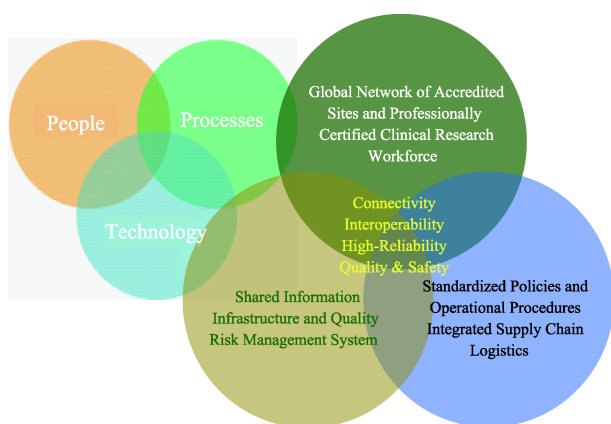 People
Processes
Technology
Global Network of Accredited
Sites and Professionally
Certified Clinical Research
Workforce
Connectivity
Interoperability
High-Reliability
Quality & Safety
Shared Information
Infrastructure and Quality
Risk Management System
Standardized Policies and
Operational Procedures
Integrated Supply Chain
Logistics